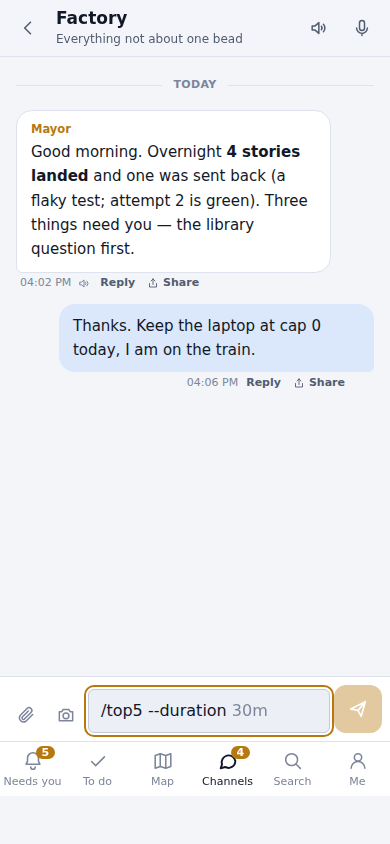 Factory
Everything not about one bead
TODAY
Mayor
Good morning. Overnight 4 stories
landed and one was sent back (a
flaky test; attempt 2 is green). Three
things need you — the library
question first.
04:02 PM Reply Share
Thanks. Keep the laptop at cap 0
today, I am on the train.
04:06 PM Reply Share
/top5 --duration 30m
5 4
Needs you To do Map Channels Search Me